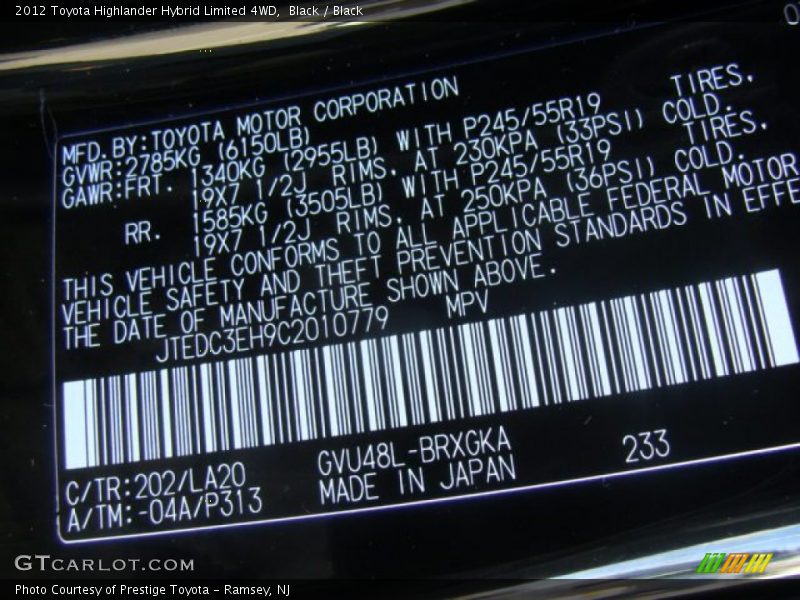 2012 Toyota Highlander Hybrid Limited 4WD,  Black / Black
MFD.BY:TOYOTA MOTOR CORPORATION
GVWR:2785KG (6150LB)
GAWR:FRT. 1340KG (2955LB) WITH P245/55R19 TIRES,
19X7 1/2J RIMS, AT 230KPA (33PSI) COLD.
RR. 1585KG (3505LB) WITH P245/55R19 TIRES,
19X7 1/2J RIMS, AT 250KPA (36PSI) COLD.
THIS VEHICLE CONFORMS TO ALL APPLICABLE FEDERAL MOTOR
VEHICLE SAFETY AND THEFT PREVENTION STANDARDS IN EFFE
THE DATE OF MANUFACTURE SHOWN ABOVE.
JTEDC3EH9C2010779 MPV
C/TR:202/LA20 GVU48L-BRXGKA 233
A/TM:-04A/P313 MADE IN JAPAN
GTCARLOT.COM
Photo Courtesy of Prestige Toyota - Ramsey, NJ